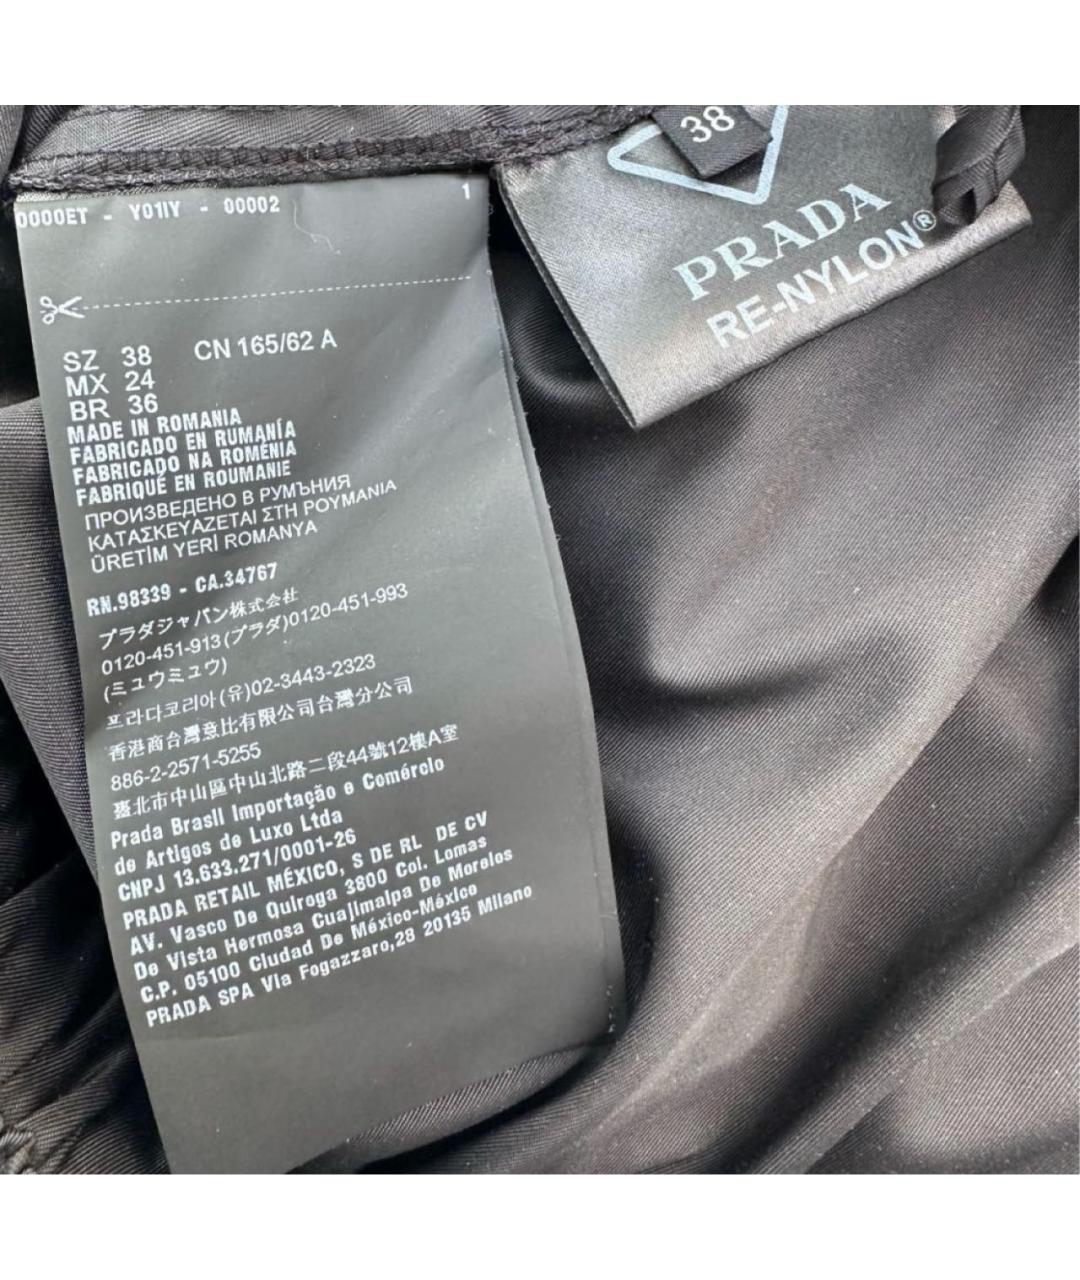 0000ET - Y01IY - 00002 1
SZ 38 CN 165/62 A
MX 24
BR 36
MADE IN ROMANIA
FABRICADO EN RUMANÍA
FABRICADO NA ROMÉNIA
FABRIQUÉ EN ROUMANIE
ПРОИЗВЕДЕНО В РУМЪНИЯ
ΚΑΤΑΣΚΕΥΑΖΕΤΑΙ ΣΤΗ ΡΟΥΜΑΝΙΑ
ÜRETİM YERİ ROMANYA
RN.98339 - CA.34767
プラダジャパン株式会社
0120-451-913(プラダ)0120-451-993
(ミュウミュウ)
프라다코리아(유)02-3443-2323
香港商台灣意比有限公司台灣分公司
886-2-2571-5255
臺北市中山區中山北路二段44號12樓A室
Prada Brasil Importação e Comércio
de Artigos de Luxo Ltda
CNPJ 13.633.271/0001-26
PRADA RETAIL MÉXICO, S DE RL DE CV
AV. Vasco De Quiroga 3800 Col. Lomas
De Vista Hermosa Cuajimalpa De Morelos
C.P. 05100 Ciudad De México-México
PRADA SPA Via Fogazzaro,28 20135 Milano
38
PRADA
RE-NYLON®